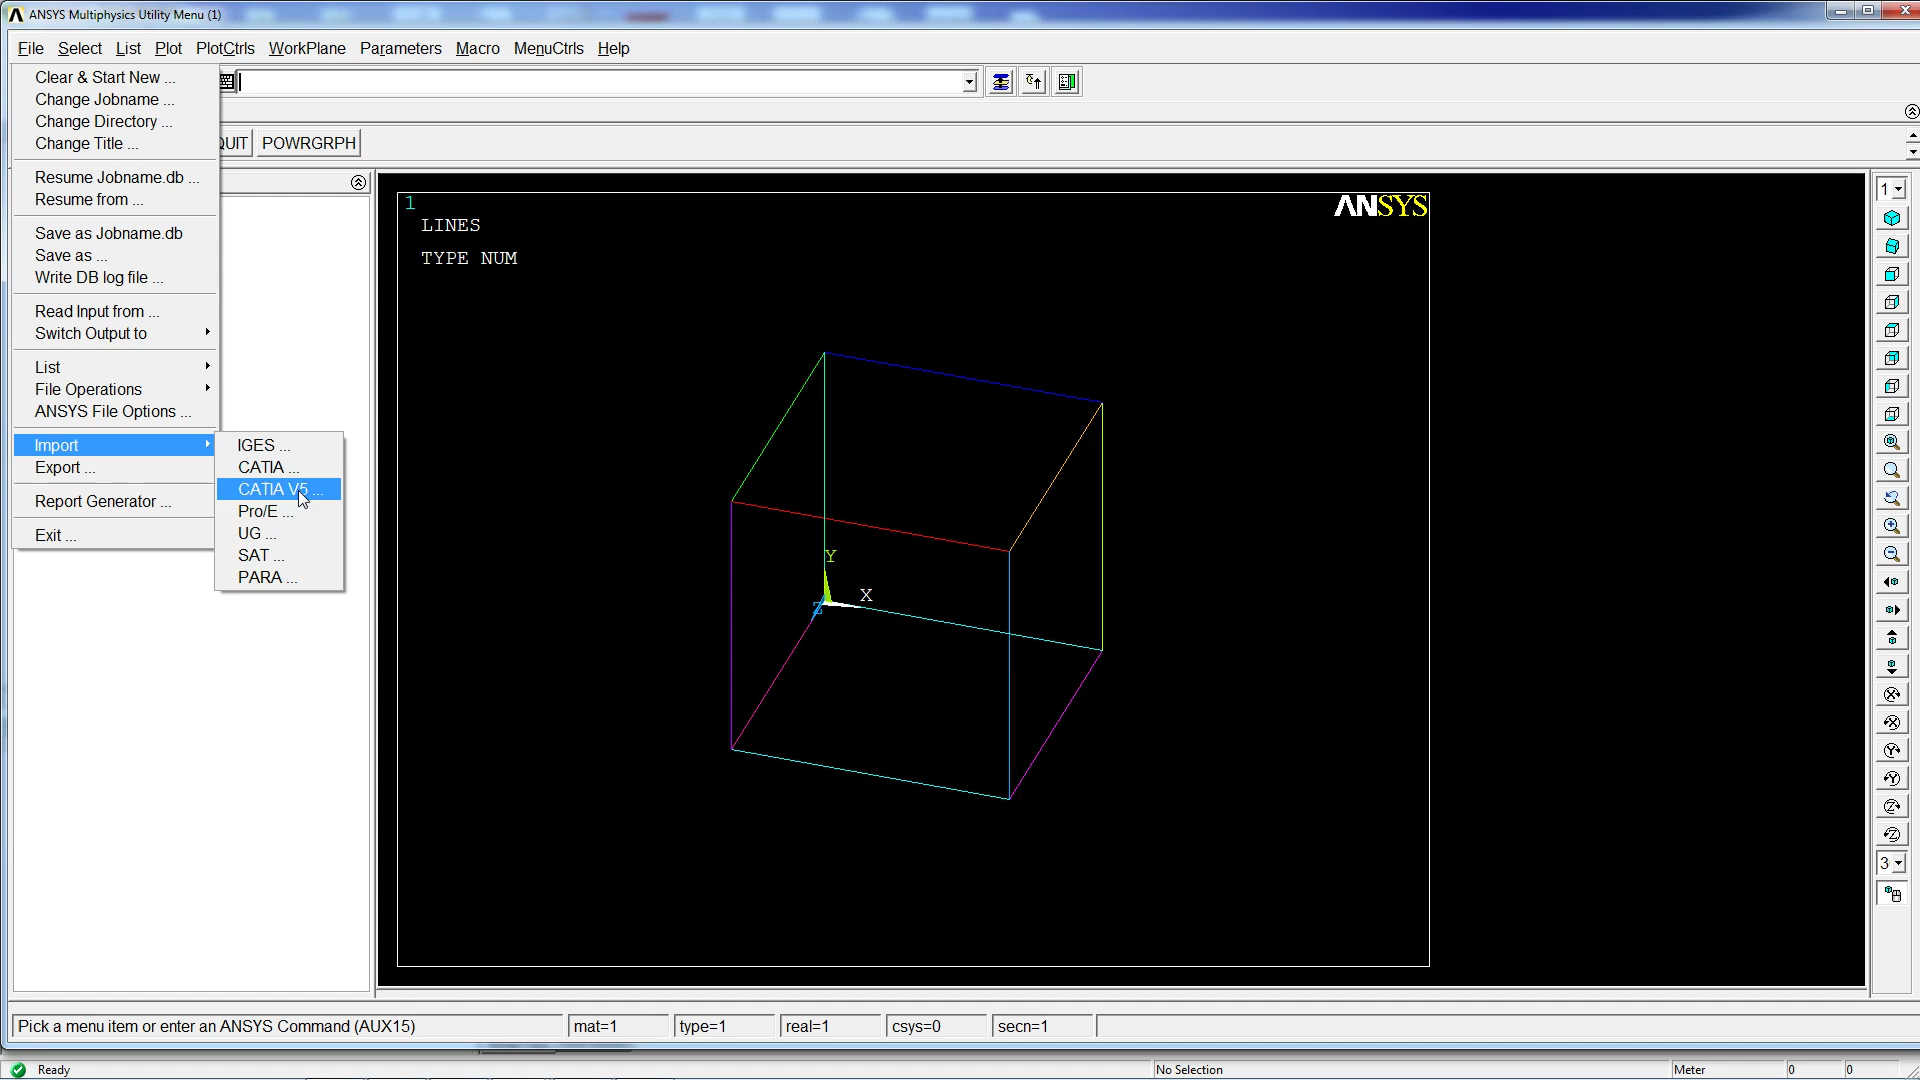 ANSYS Multiphysics Utility Menu (1)
File Select List Plot PlotCtrls WorkPlane Parameters Macro MenuCtrls Help
Clear & Start New ...
Change Jobname ...
Change Directory ...
Change Title ...
QUIT POWRGRPH
Resume Jobname.db ...
Resume from ...
Save as Jobname.db
Save as ...
Write DB log file ...
Read Input from ...
Switch Output to
List
File Operations
ANSYS File Options ...
Import
Export ...
Report Generator ...
Exit ...
IGES ...
CATIA ...
CATIA V5 ...
Pro/E ...
UG ...
SAT ...
PARA ...
1
LINES
TYPE NUM
ANSYS
Y
X
Z
1
3
Pick a menu item or enter an ANSYS Command (AUX15) mat=1 type=1 real=1 csys=0 secn=1
Ready No Selection Meter 0 0